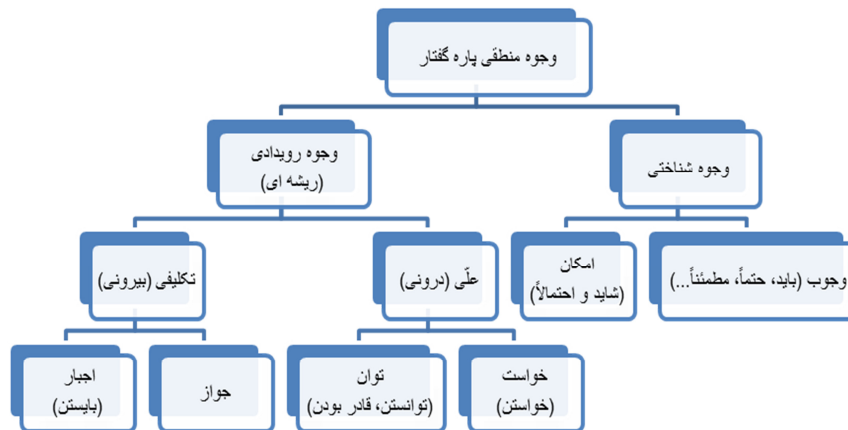 وجوه منطقی پاره گفتار
وجوه شناختی
وجوه رویدادی
(ریشه ای)
وجوب (باید، حتماً، مطمئناً...)
امکان
(شاید و احتمالاً)
علّی (درونی)
تکلیفی (بیرونی)
خواست
(خواستن)
توان
(توانستن، قادر بودن)
جواز
اجبار
(بایستن)